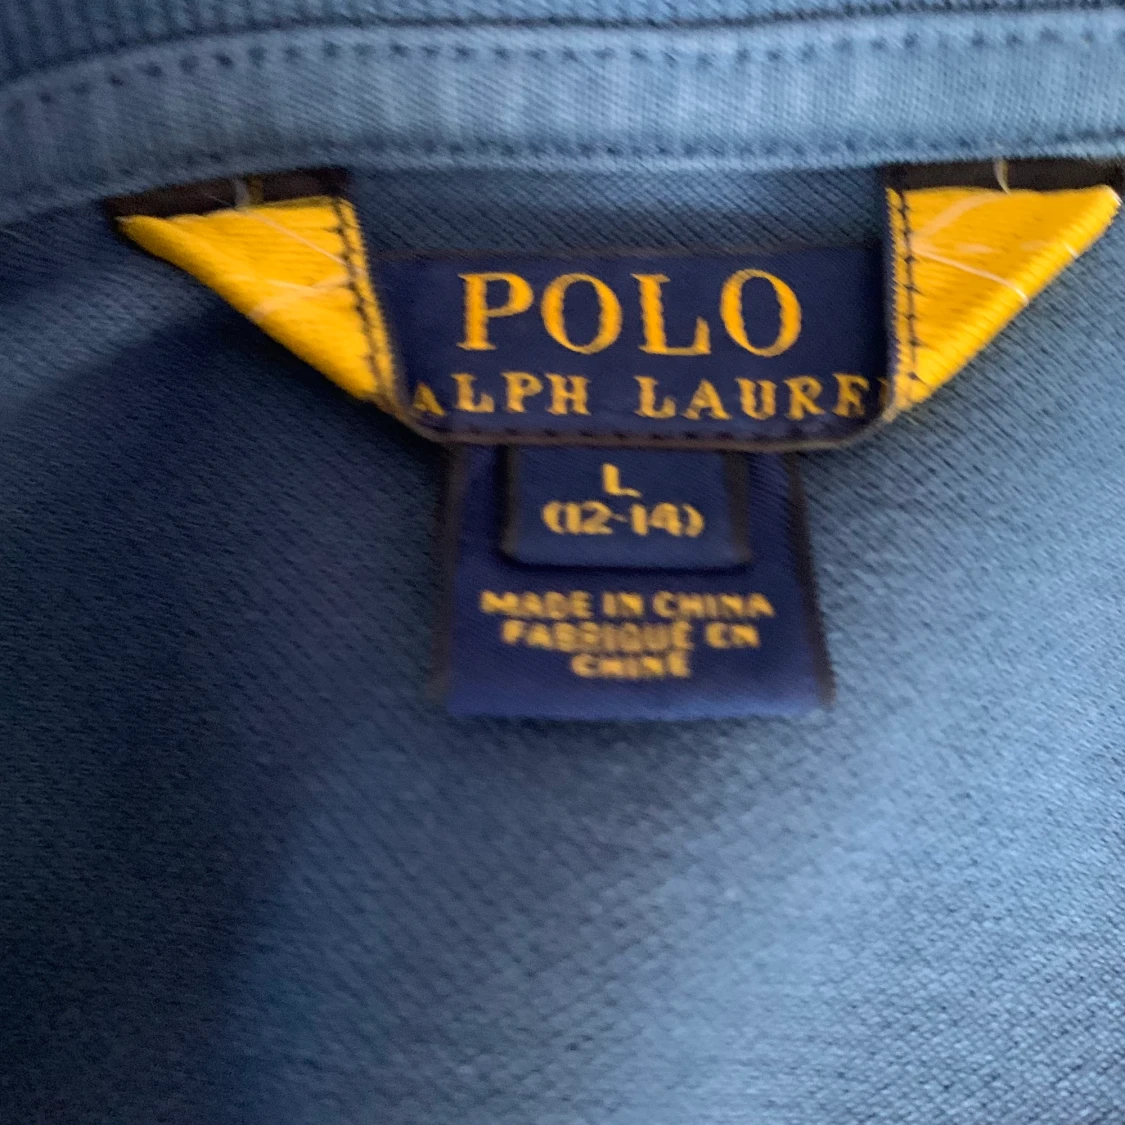 POLO
ALPH LAURE
L
(12-14)
MADE IN CHINA
FABRIQUÉ EN
CHINE